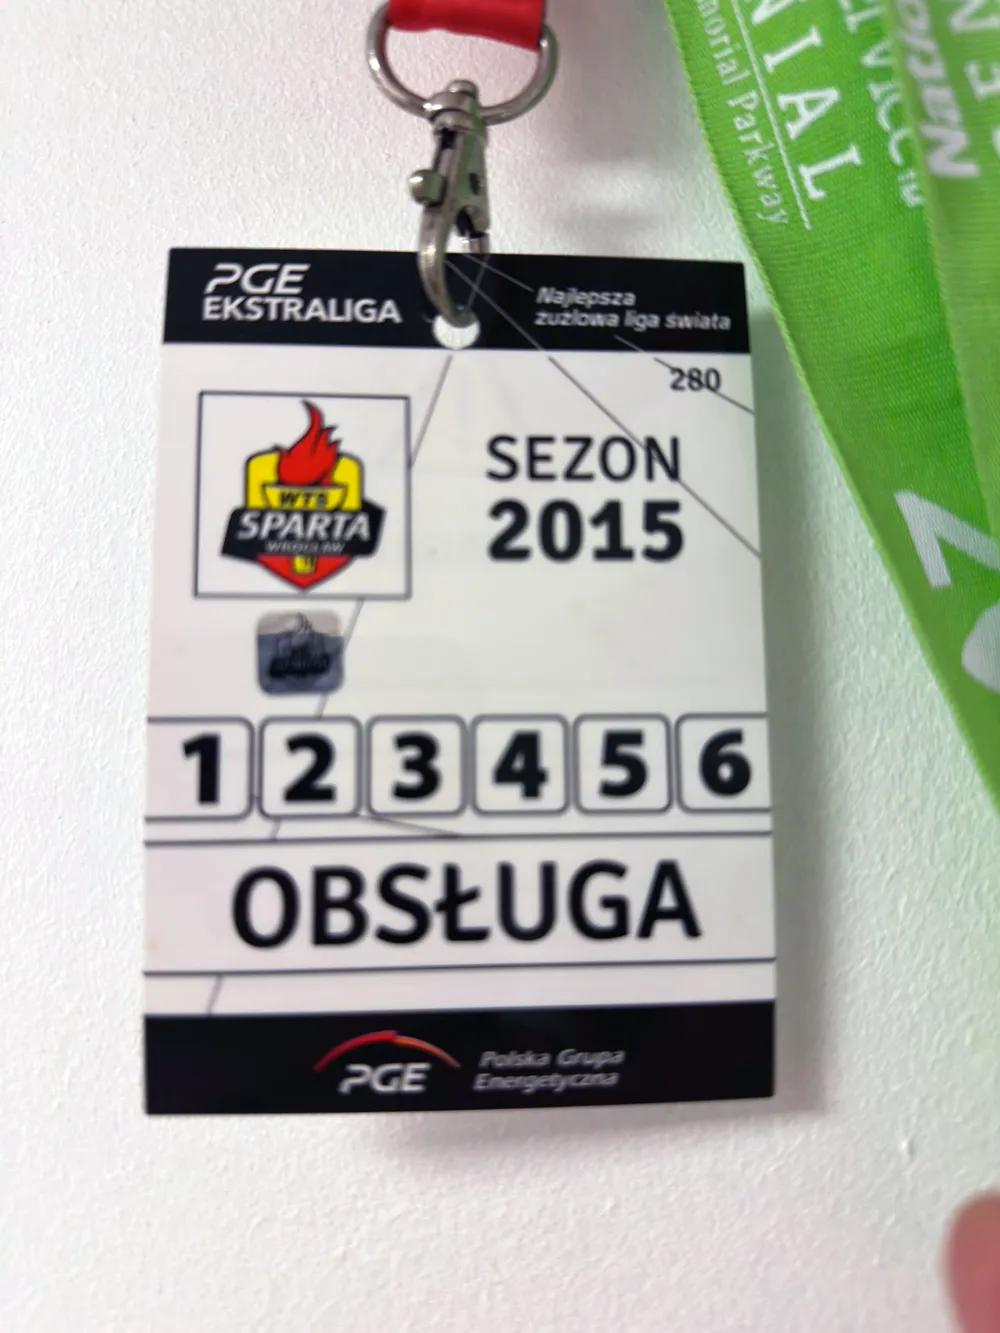 PGE
EKSTRALIGA
Najlepsza
żużlowa liga świata
280
WTS
SPARTA
WROCŁAW
SEZON
2015
1 2 3 4 5 6
OBSŁUGA
PGE
Polska Grupa
Energetyczna
NIAL
morial Parkway
Nation